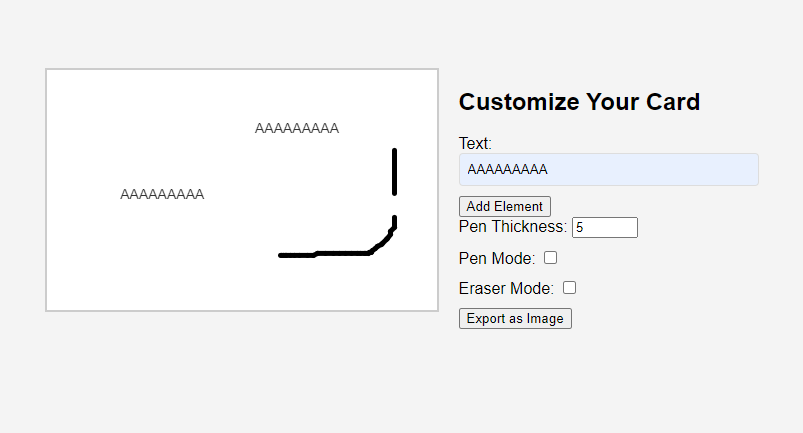 AAAAAAAAA
AAAAAAAAA
Customize Your Card
Text:
AAAAAAAAA
Add Element
Pen Thickness: 5
Pen Mode:
Eraser Mode:
Export as Image